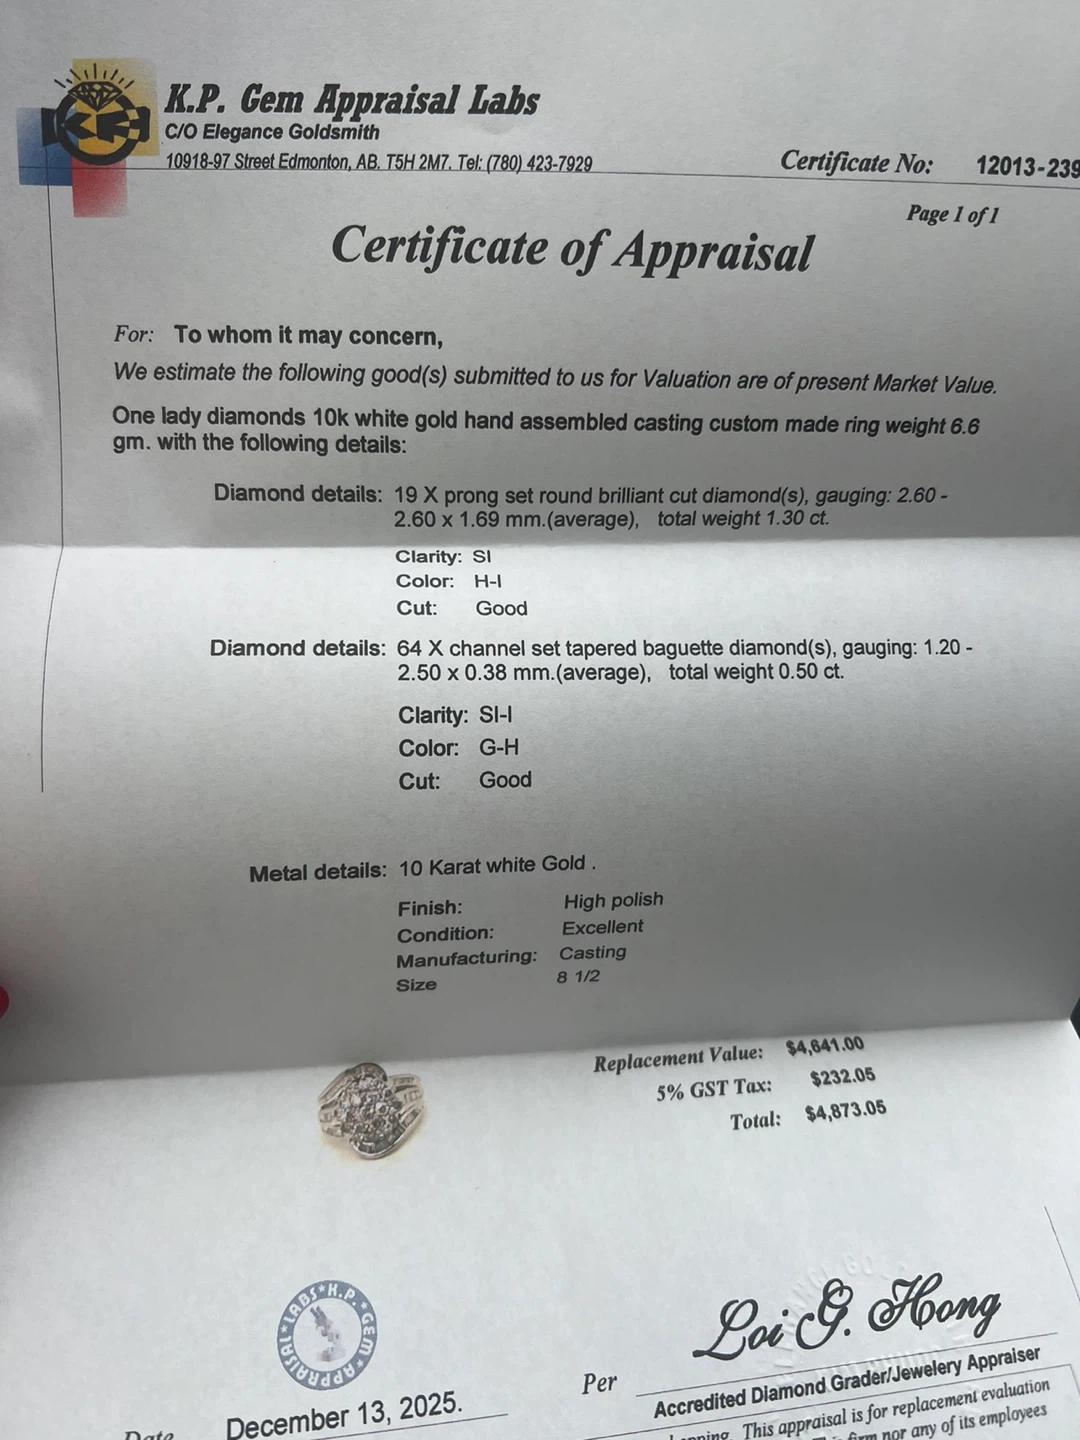 K.P. Gem Appraisal Labs
C/O Elegance Goldsmith
10918-97 Street Edmonton, AB. T5H 2M7. Tel: (780) 423-7929
Certificate No: 12013-239
Page 1 of 1
Certificate of Appraisal
For: To whom it may concern,
We estimate the following good(s) submitted to us for Valuation are of present Market Value.
One lady diamonds 10k white gold hand assembled casting custom made ring weight 6.6
gm. with the following details:
Diamond details: 19 X prong set round brilliant cut diamond(s), gauging: 2.60 -
2.60 x 1.69 mm.(average), total weight 1.30 ct.
Clarity: SI
Color: H-I
Cut: Good
Diamond details: 64 X channel set tapered baguette diamond(s), gauging: 1.20 -
2.50 x 0.38 mm.(average), total weight 0.50 ct.
Clarity: SI-I
Color: G-H
Cut: Good
Metal details: 10 Karat white Gold .
Finish: High polish
Condition: Excellent
Manufacturing: Casting
Size 8 1/2
Replacement Value: $4,641.00
5% GST Tax: $232.05
Total: $4,873.05
LABS * H.P. * GEM * APPRAISAL *
Loi G. Hong
Per
Accredited Diamond Grader/Jewelery Appraiser
Date December 13, 2025.
This appraisal is for replacement evaluation
firm nor any of its employees